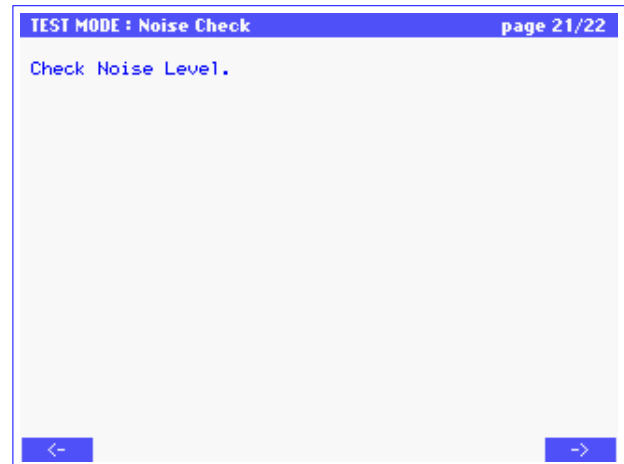 TEST MODE : Noise Check page 21/22
Check Noise Level.
<- ->